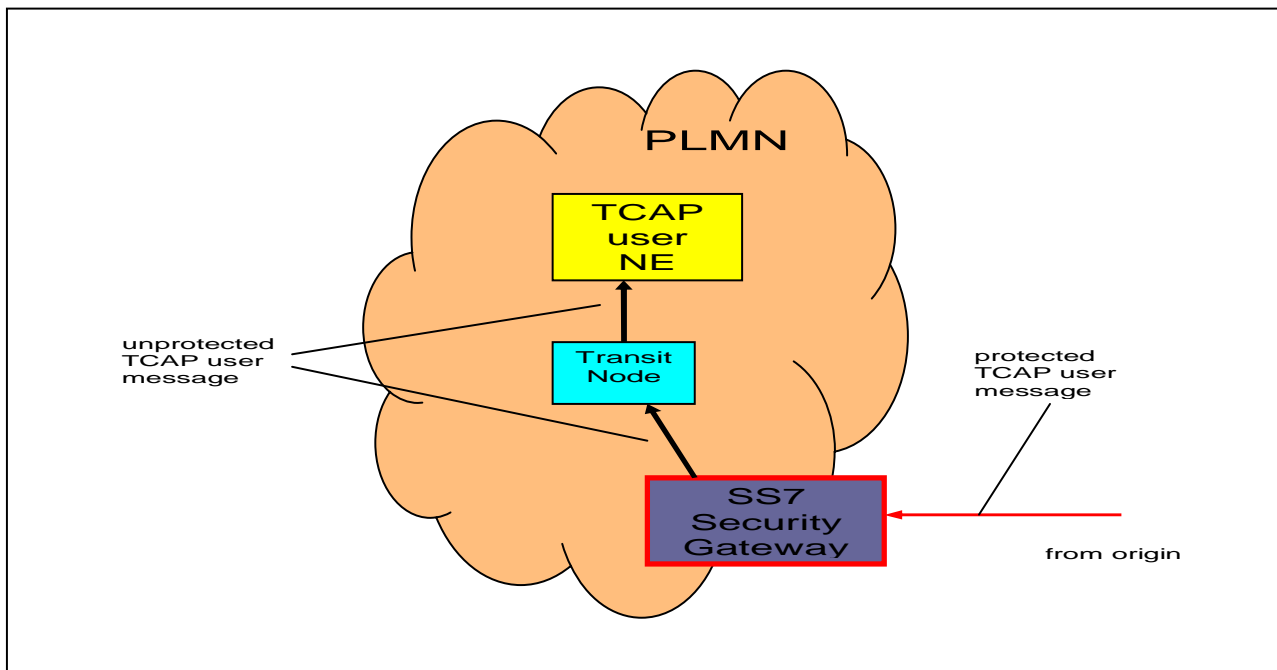 PLMN
TCAP
user
NE
unprotected
TCAP user
message
Transit
Node
protected
TCAP user
message
SS7
Security
Gateway
from origin